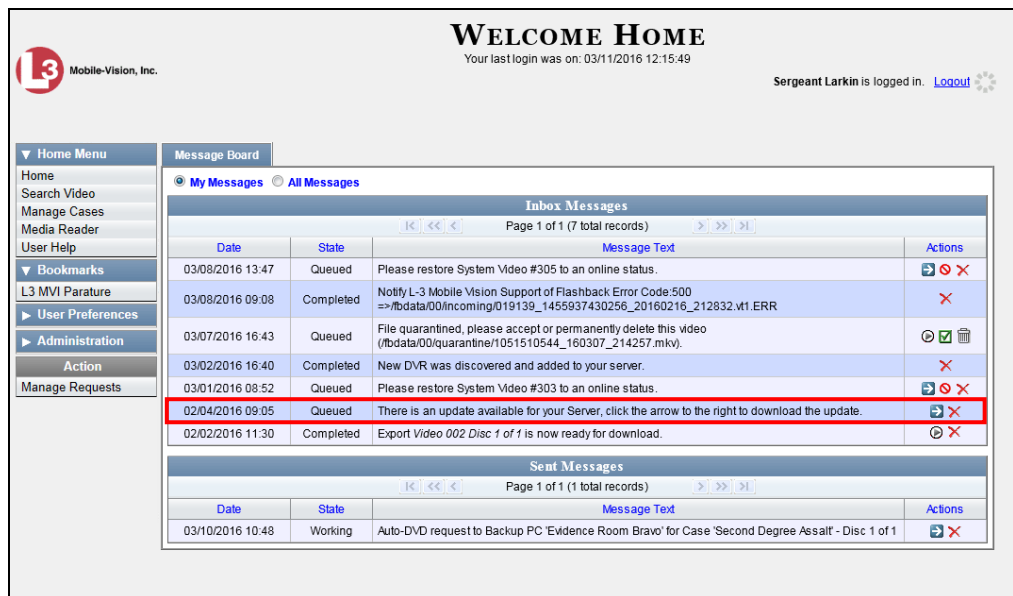 WELCOME HOME
Your last login was on: 03/11/2016 12:15:49
L3 Mobile-Vision, Inc.
Sergeant Larkin is logged in. Logout
▼ Home Menu
Home
Search Video
Manage Cases
Media Reader
User Help
▼ Bookmarks
L3 MVI Parature
▶ User Preferences
▶ Administration
Action
Manage Requests
Message Board
My Messages All Messages
Inbox Messages
|< << < Page 1 of 1 (7 total records) > >> >|
Date State Message Text Actions
03/08/2016 13:47 Queued Please restore System Video #305 to an online status.
03/08/2016 09:08 Completed Notify L-3 Mobile Vision Support of Flashback Error Code:500
=>/fbdata/00/incoming/019139_1455937430256_20160216_212832.vt1.ERR
03/07/2016 16:43 Queued File quarantined, please accept or permanently delete this video
(/fbdata/00/quarantine/1051510544_160307_214257.mkv).
03/02/2016 16:40 Completed New DVR was discovered and added to your server.
03/01/2016 08:52 Queued Please restore System Video #303 to an online status.
02/04/2016 09:05 Queued There is an update available for your Server, click the arrow to the right to download the update.
02/02/2016 11:30 Completed Export Video 002 Disc 1 of 1 is now ready for download.
Sent Messages
|< << < Page 1 of 1 (1 total records) > >> >|
Date State Message Text Actions
03/10/2016 10:48 Working Auto-DVD request to Backup PC 'Evidence Room Bravo' for Case 'Second Degree Assalt' - Disc 1 of 1